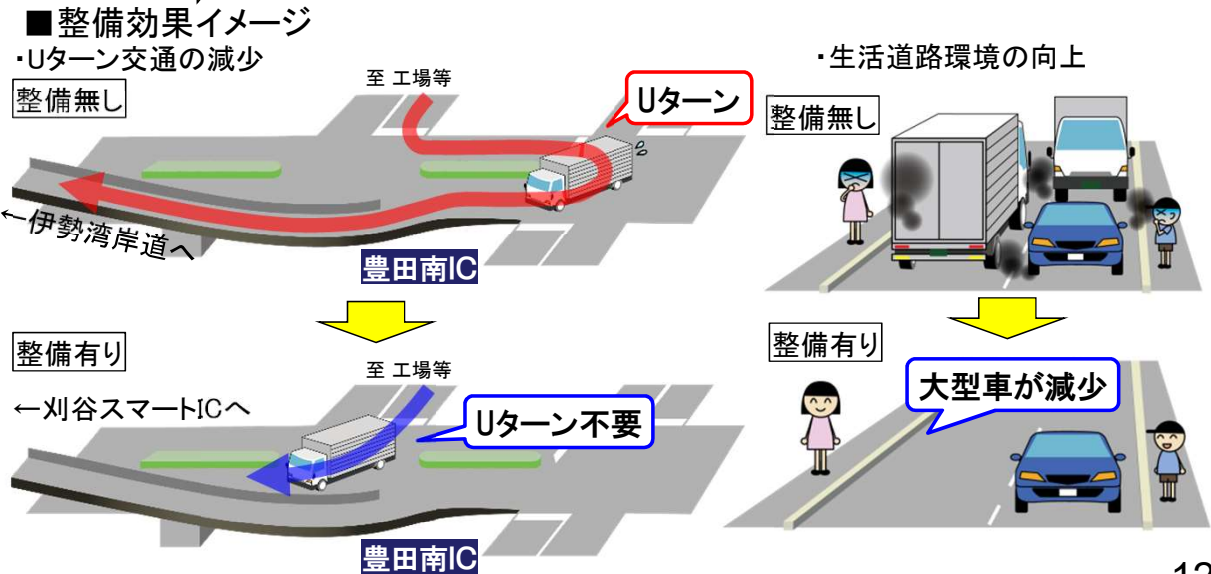 ■整備効果イメージ
・Uターン交通の減少
整備無し
至 工場等
Uターン
←伊勢湾岸道へ
豊田南IC
整備有り
至 工場等
←刈谷スマートICへ
Uターン不要
豊田南IC
・生活道路環境の向上
整備無し
整備有り
大型車が減少
12